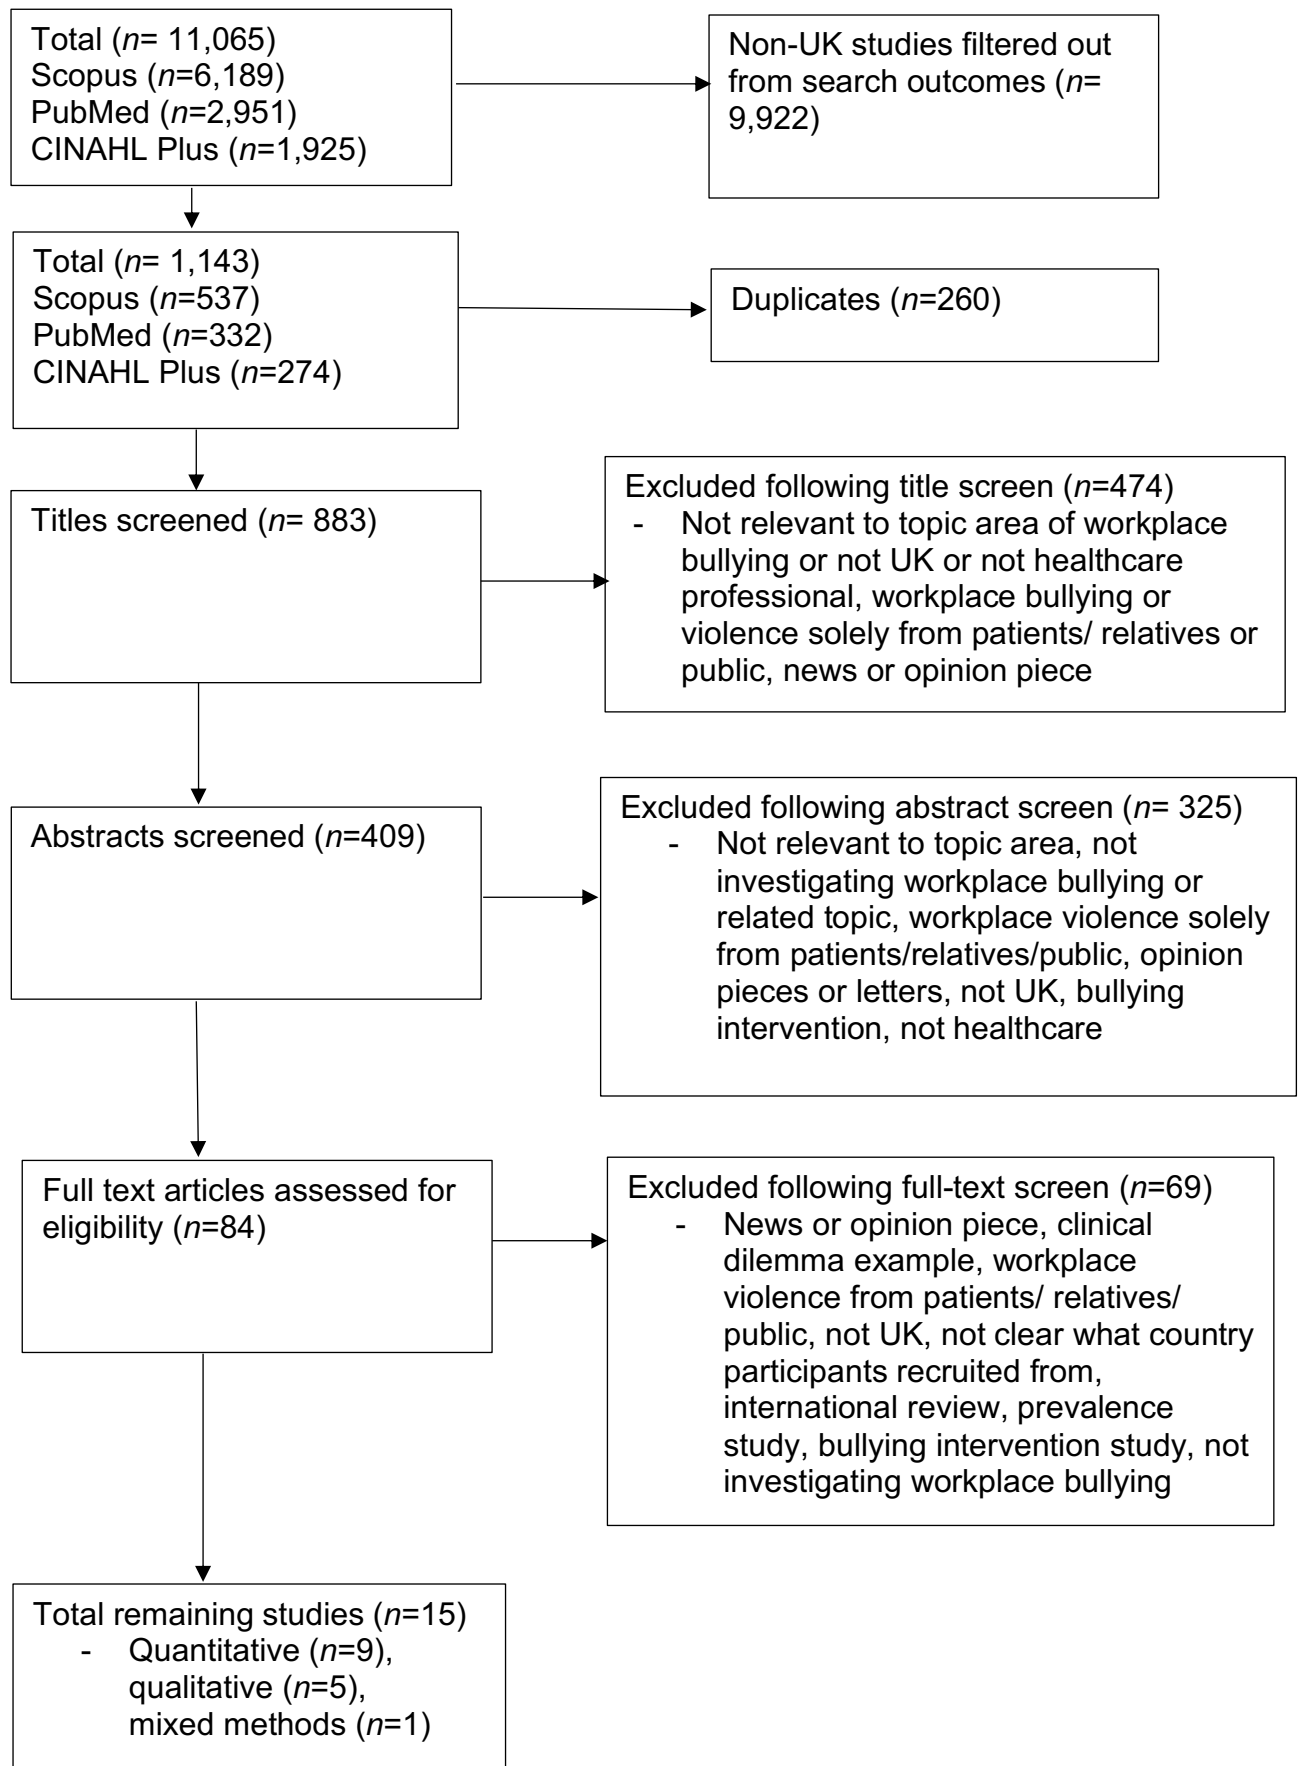 Total (n= 11,065)
Scopus (n=6,189)
PubMed (n=2,951)
CINAHL Plus (n=1,925)
Non-UK studies filtered out
from search outcomes (n=
9,922)
Total (n= 1,143)
Scopus (n=537)
PubMed (n=332)
CINAHL Plus (n=274)
Duplicates (n=260)
Titles screened (n= 883)
Excluded following title screen (n=474)
- Not relevant to topic area of workplace
bullying or not UK or not healthcare
professional, workplace bullying or
violence solely from patients/ relatives or
public, news or opinion piece
Abstracts screened (n=409)
Excluded following abstract screen (n= 325)
- Not relevant to topic area, not
investigating workplace bullying or
related topic, workplace violence solely
from patients/relatives/public, opinion
pieces or letters, not UK, bullying
intervention, not healthcare
Full text articles assessed for
eligibility (n=84)
Excluded following full-text screen (n=69)
- News or opinion piece, clinical
dilemma example, workplace
violence from patients/ relatives/
public, not UK, not clear what country
participants recruited from,
international review, prevalence
study, bullying intervention study, not
investigating workplace bullying
Total remaining studies (n=15)
- Quantitative (n=9),
qualitative (n=5),
mixed methods (n=1)